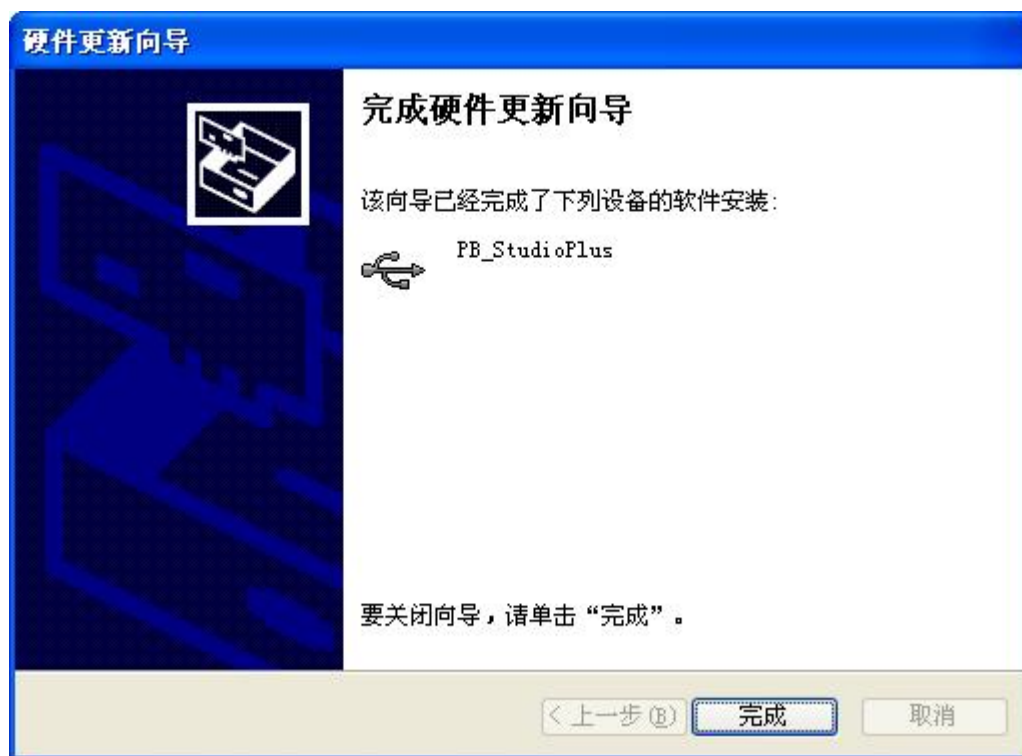 硬件更新向导
完成硬件更新向导
该向导已经完成了下列设备的软件安装:
PB_StudioPlus
要关闭向导，请单击“完成”。
< 上一步(B)
完成
取消